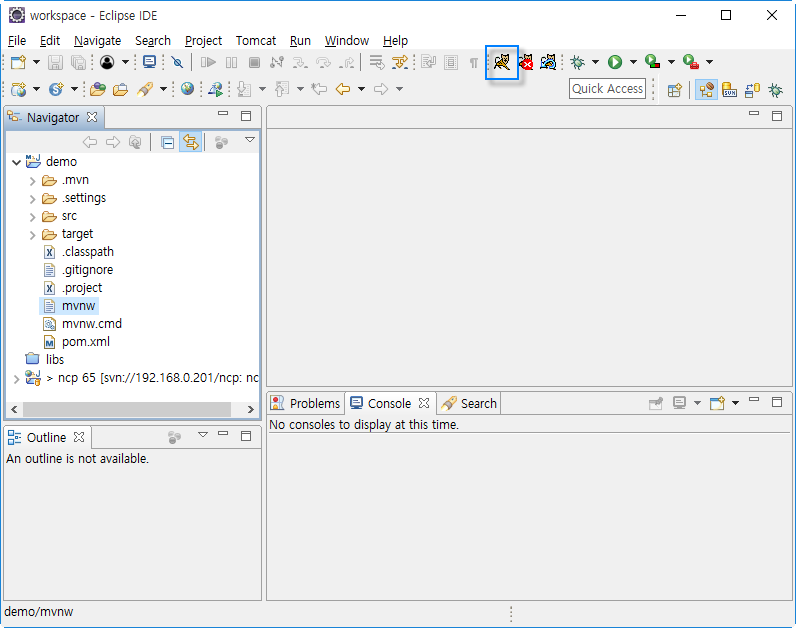 workspace - Eclipse IDE
File Edit Navigate Search Project Tomcat Run Window Help
Quick Access
Navigator
demo
.mvn
.settings
src
target
.classpath
.gitignore
.project
mvnw
mvnw.cmd
pom.xml
libs
> ncp 65 [svn://192.168.0.201/ncp: nc
Problems Console Search
No consoles to display at this time.
Outline
An outline is not available.
demo/mvnw